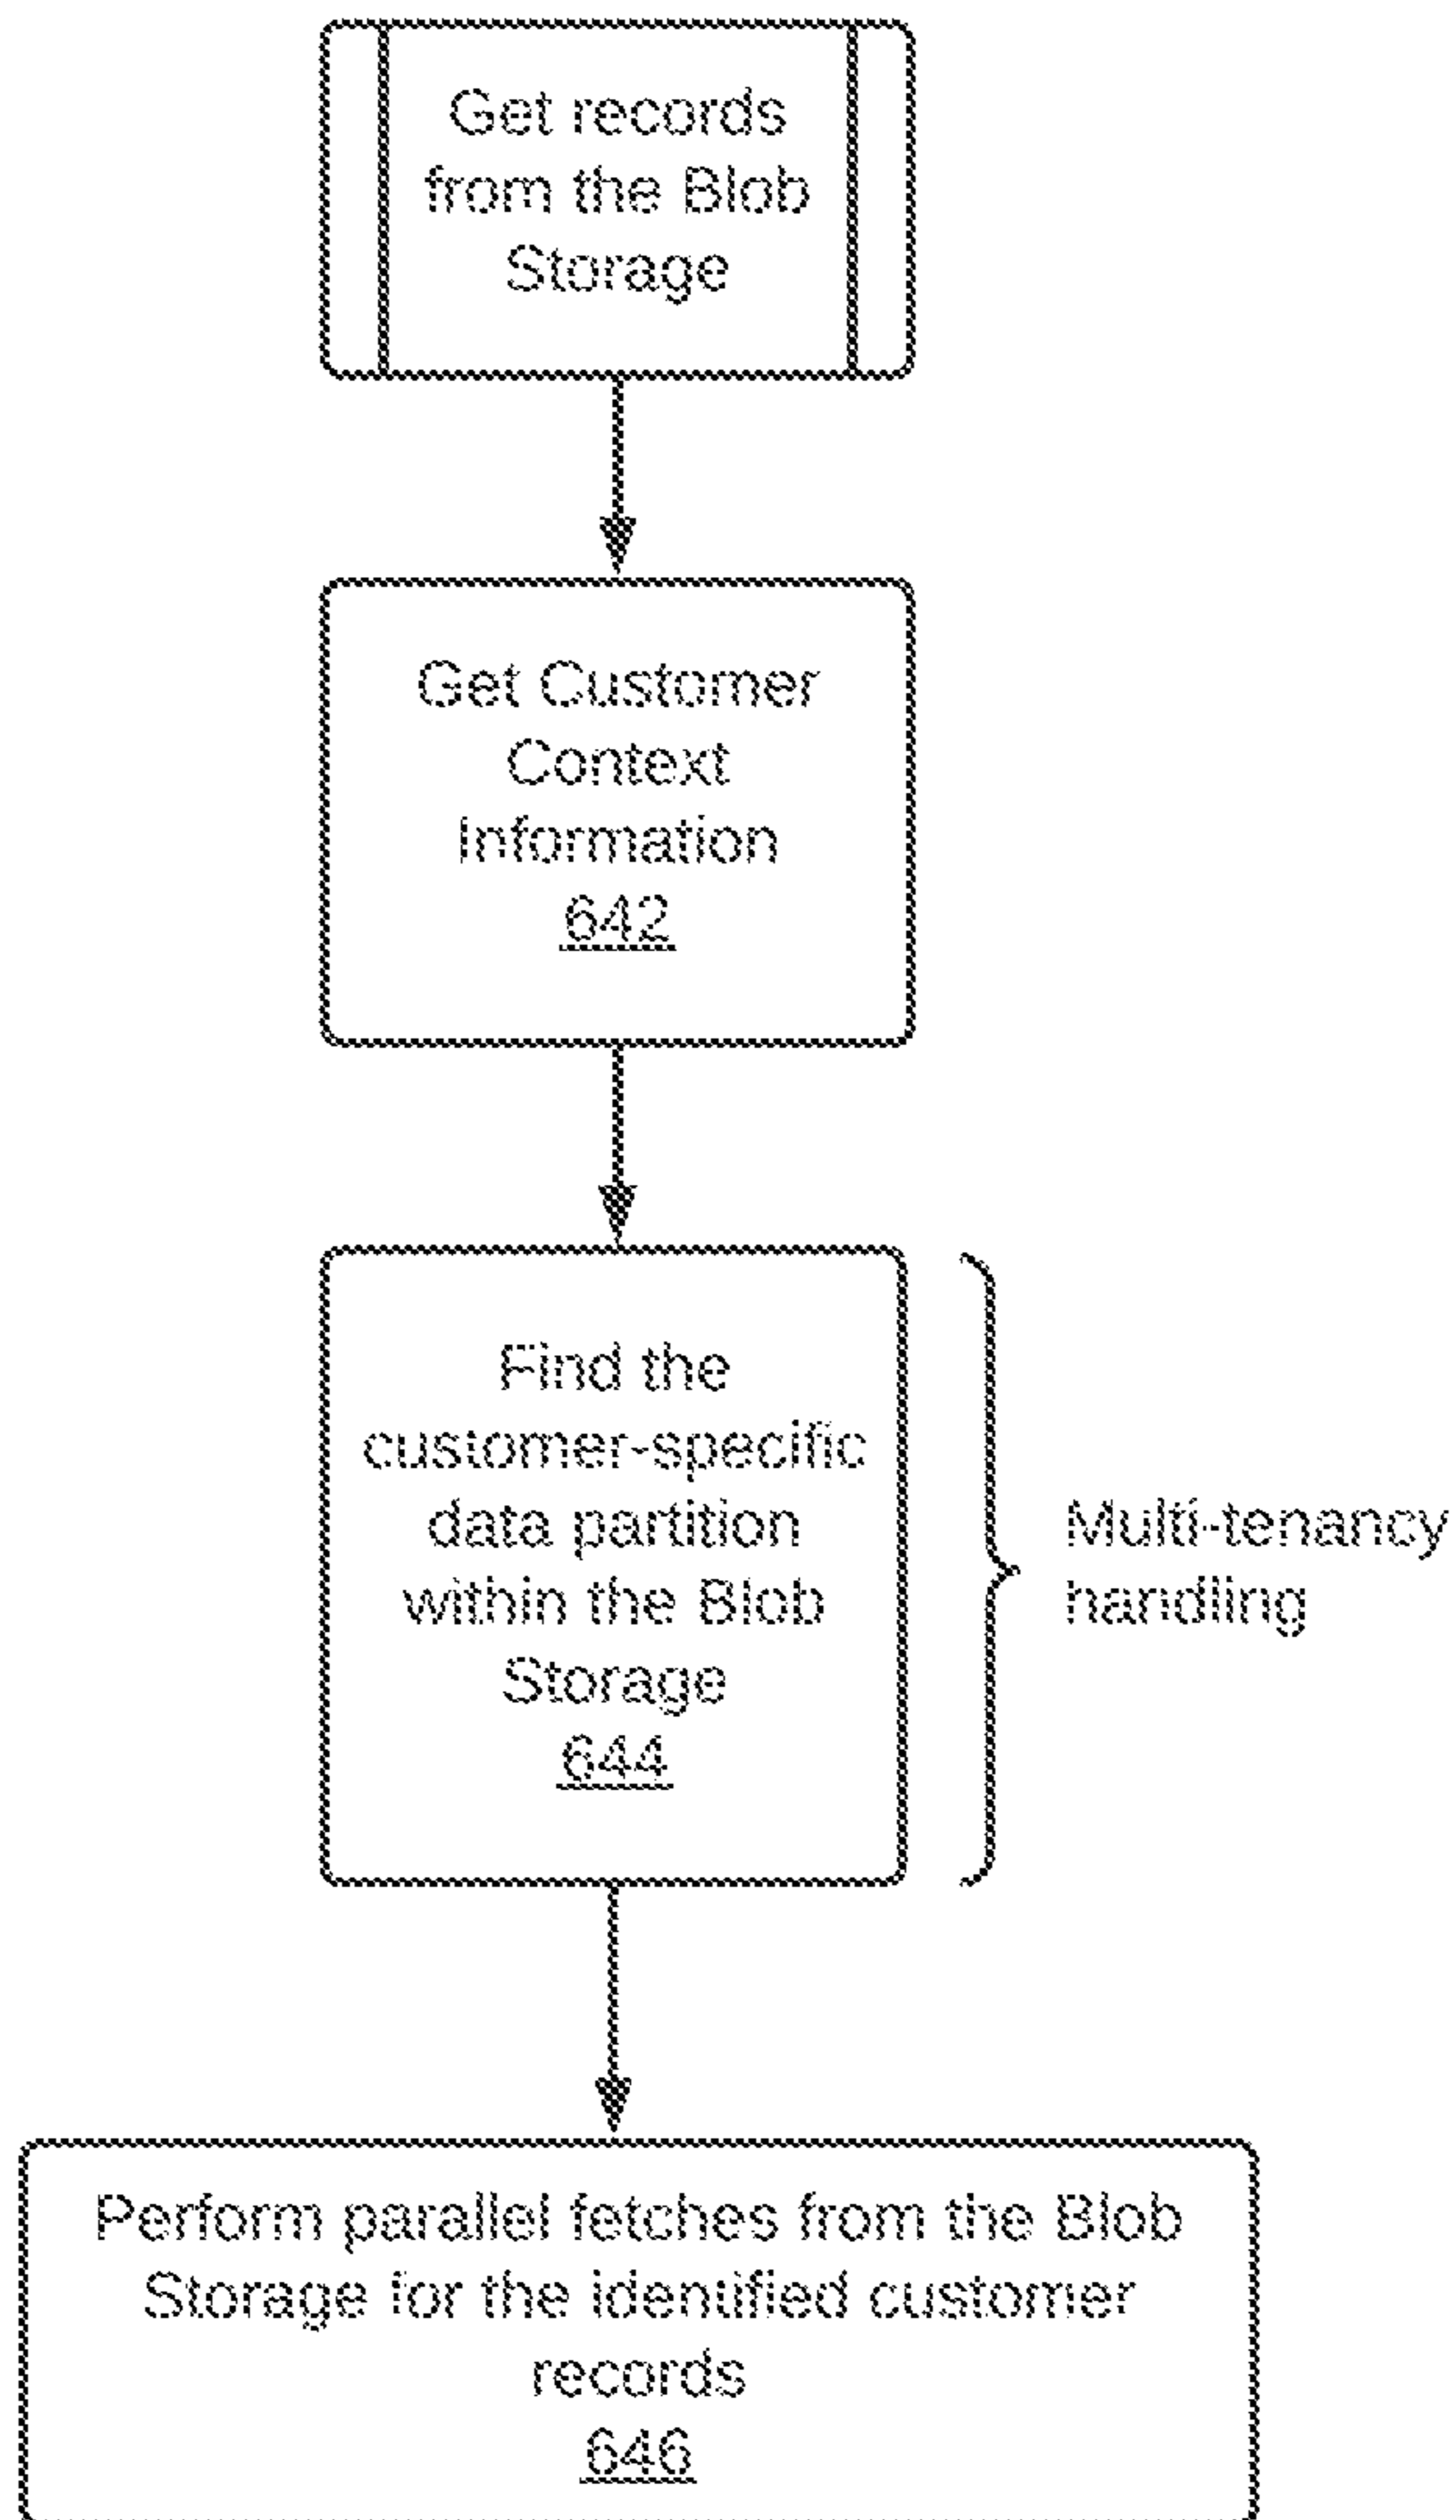 Get records
from the Blob
Storage
Get Customer
Context
Information
642
Find the
customer-specific
data partition
within the Blob
Storage
644
Multi-tenancy
handling
Perform parallel fetches from the Blob
Storage for the identified customer
records
646